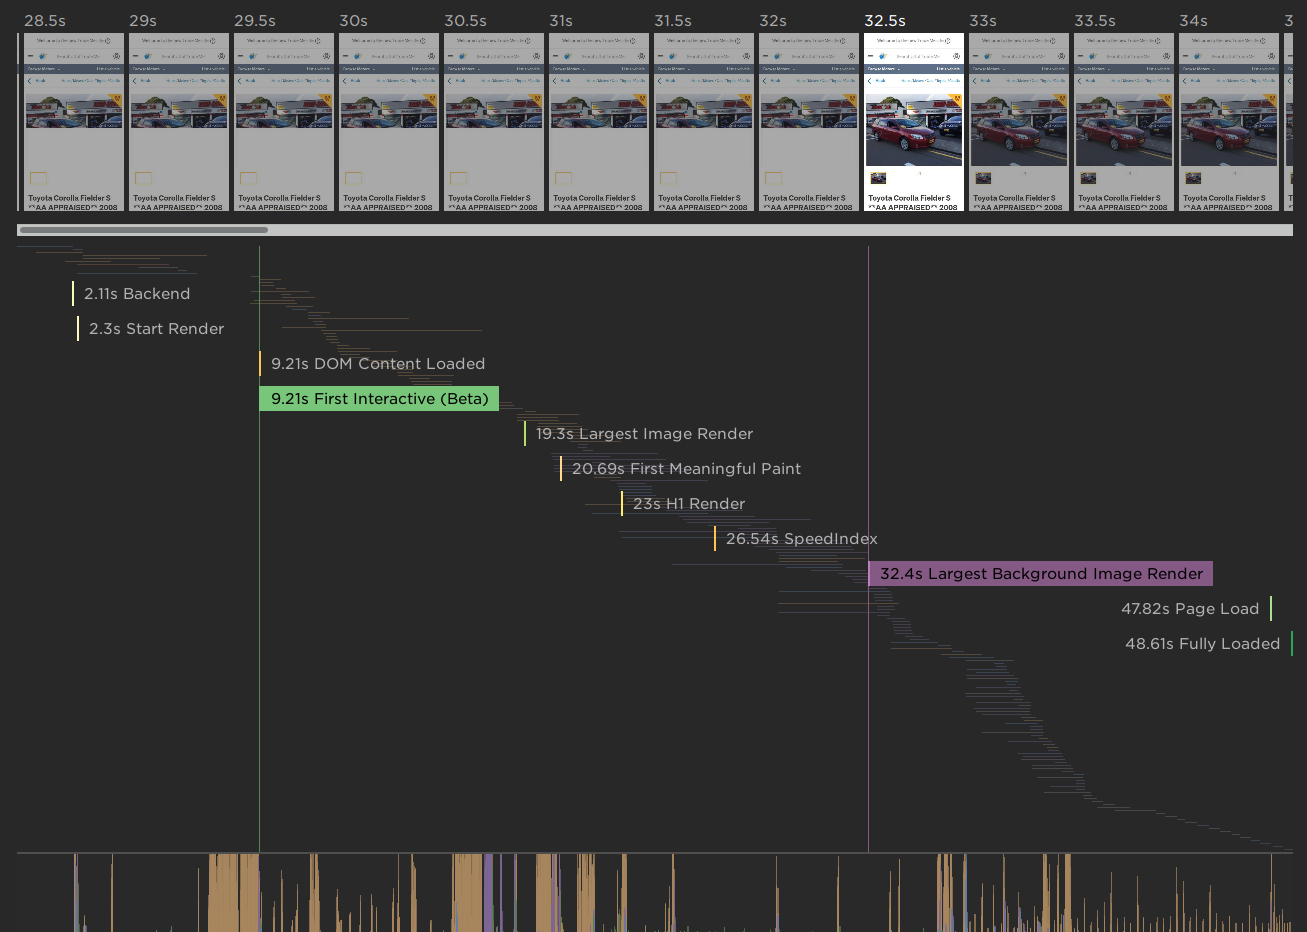 28.5s 29s 29.5s 30s 30.5s 31s 31.5s 32s 32.5s 33s 33.5s 34s 3
Toyota Corolla Fielder S Toyota Corolla Fielder S Toyota Corolla Fielder S Toyota Corolla Fielder S Toyota Corolla Fielder S Toyota Corolla Fielder S Toyota Corolla Fielder S Toyota Corolla Fielder S Toyota Corolla Fielder S Toyota Corolla Fielder S Toyota Corolla Fielder S Toyota Corolla Fielder S
AA APPRAISED 2008 AA APPRAISED 2008 AA APPRAISED 2008 AA APPRAISED 2008 AA APPRAISED 2008 AA APPRAISED 2008 AA APPRAISED 2008 AA APPRAISED 2008 AA APPRAISED 2008 AA APPRAISED 2008 AA APPRAISED 2008 AA APPRAISED 2008
2.11s Backend
2.3s Start Render
9.21s DOM Content Loaded
9.21s First Interactive (Beta)
19.3s Largest Image Render
20.69s First Meaningful Paint
23s H1 Render
26.54s SpeedIndex
32.4s Largest Background Image Render
47.82s Page Load
48.61s Fully Loaded